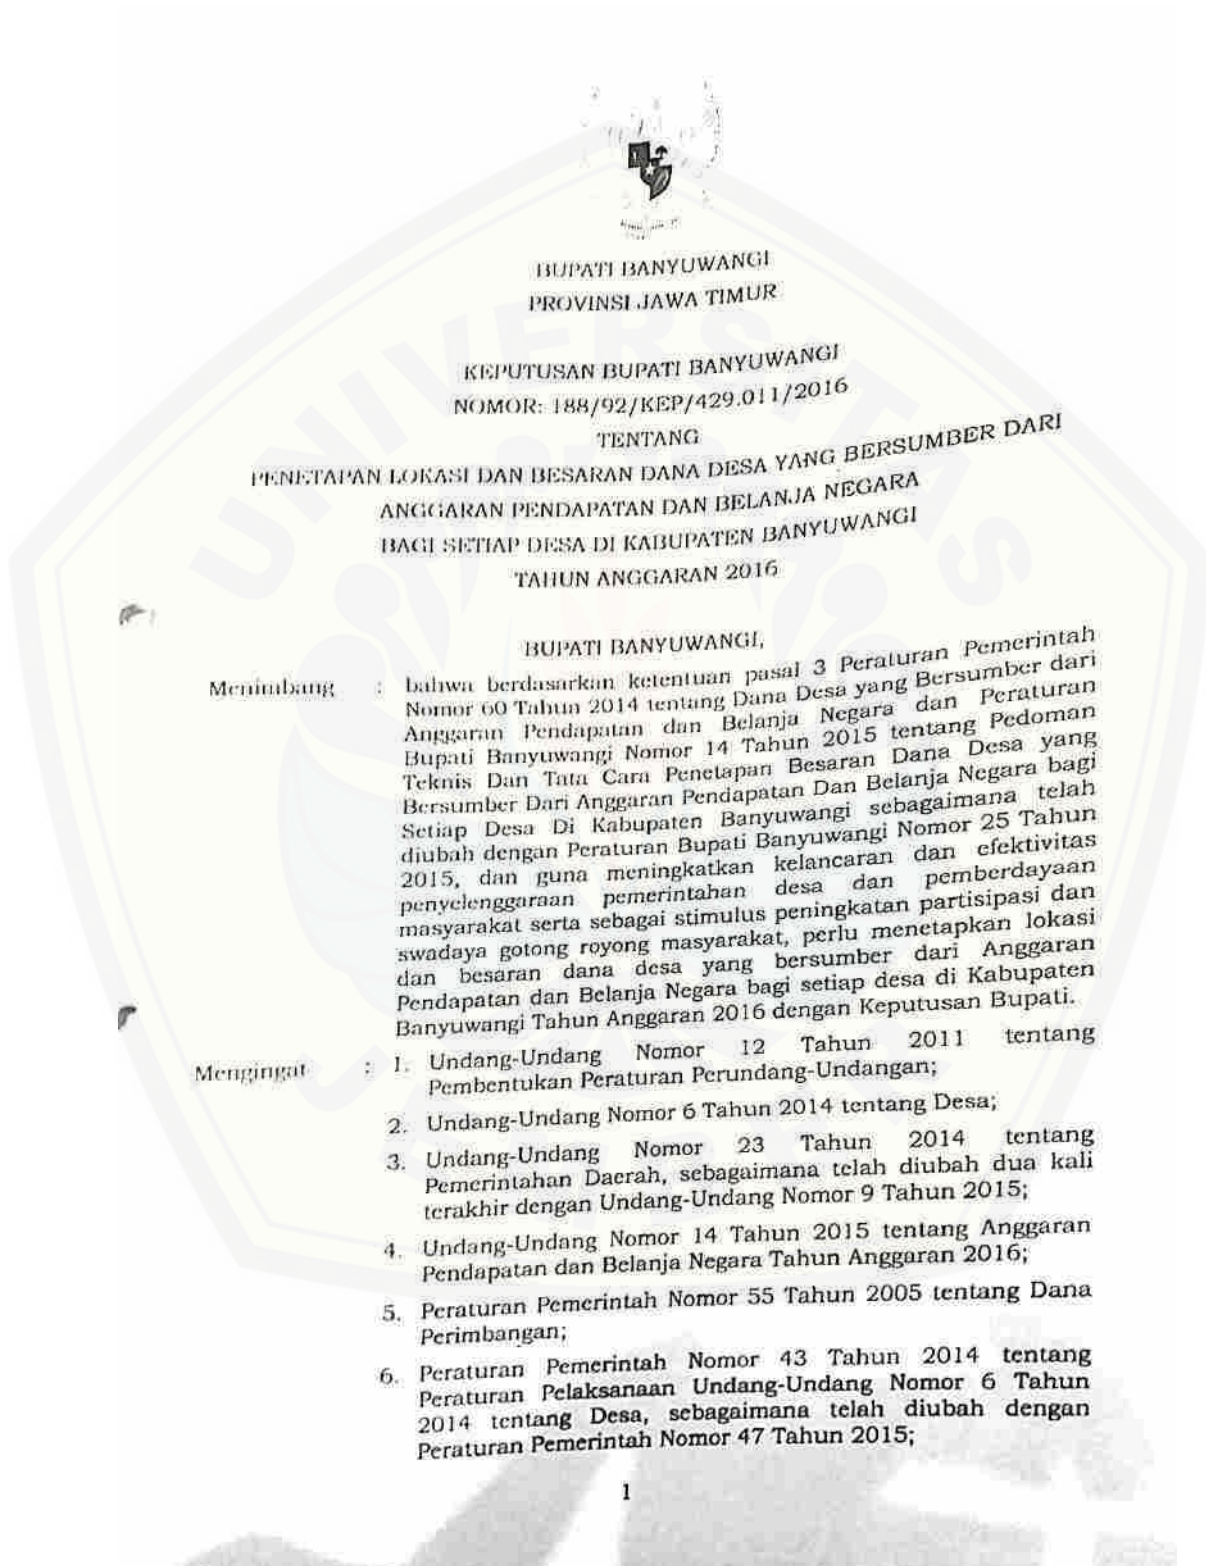 BUPATI BANYUWANGI
PROVINSI JAWA TIMUR
KEPUTUSAN BUPATI BANYUWANGI
NOMOR: 188/92/KEP/429.011/2016
TENTANG
PENETAPAN LOKASI DAN BESARAN DANA DESA YANG BERSUMBER DARI
ANGGARAN PENDAPATAN DAN BELANJA NEGARA
BAGI SETIAP DESA DI KABUPATEN BANYUWANGI
TAHUN ANGGARAN 2016
BUPATI BANYUWANGI,
Menimbang : bahwa berdasarkan ketentuan pasal 3 Peraturan Pemerintah
Nomor 60 Tahun 2014 tentang Dana Desa yang Bersumber dari
Anggaran Pendapatan dan Belanja Negara dan Peraturan
Bupati Banyuwangi Nomor 14 Tahun 2015 tentang Pedoman
Teknis Dan Tata Cara Penetapan Besaran Dana Desa yang
Bersumber Dari Anggaran Pendapatan Dan Belanja Negara bagi
Setiap Desa Di Kabupaten Banyuwangi sebagaimana telah
diubah dengan Peraturan Bupati Banyuwangi Nomor 25 Tahun
2015, dan guna meningkatkan kelancaran dan efektivitas
penyelenggaraan pemerintahan desa dan pemberdayaan
masyarakat serta sebagai stimulus peningkatan partisipasi dan
swadaya gotong royong masyarakat, perlu menetapkan lokasi
dan besaran dana desa yang bersumber dari Anggaran
Pendapatan dan Belanja Negara bagi setiap desa di Kabupaten
Banyuwangi Tahun Anggaran 2016 dengan Keputusan Bupati.
Mengingat : 1. Undang-Undang Nomor 12 Tahun 2011 tentang
Pembentukan Peraturan Perundang-Undangan;
2. Undang-Undang Nomor 6 Tahun 2014 tentang Desa;
3. Undang-Undang Nomor 23 Tahun 2014 tentang
Pemerintahan Daerah, sebagaimana telah diubah dua kali
terakhir dengan Undang-Undang Nomor 9 Tahun 2015;
4. Undang-Undang Nomor 14 Tahun 2015 tentang Anggaran
Pendapatan dan Belanja Negara Tahun Anggaran 2016;
5. Peraturan Pemerintah Nomor 55 Tahun 2005 tentang Dana
Perimbangan;
6. Peraturan Pemerintah Nomor 43 Tahun 2014 tentang
Peraturan Pelaksanaan Undang-Undang Nomor 6 Tahun
2014 tentang Desa, sebagaimana telah diubah dengan
Peraturan Pemerintah Nomor 47 Tahun 2015;
1
UNIVERSITAS